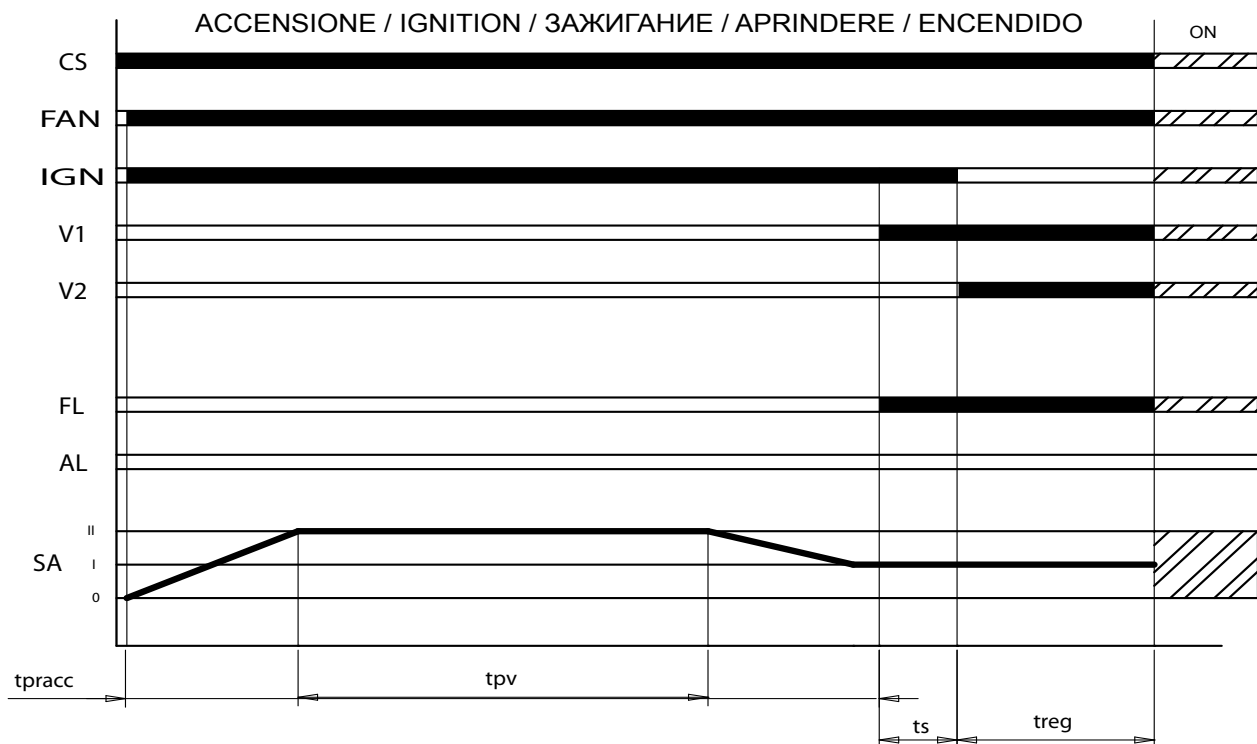 ACCENSIONE / IGNITION / ЗАЖИГАНИЕ / APRINDERE / ENCENDIDO
ON
CS
FAN
IGN
V1
V2
FL
AL
II
SA I
0
tpracc
tpv
ts
treg